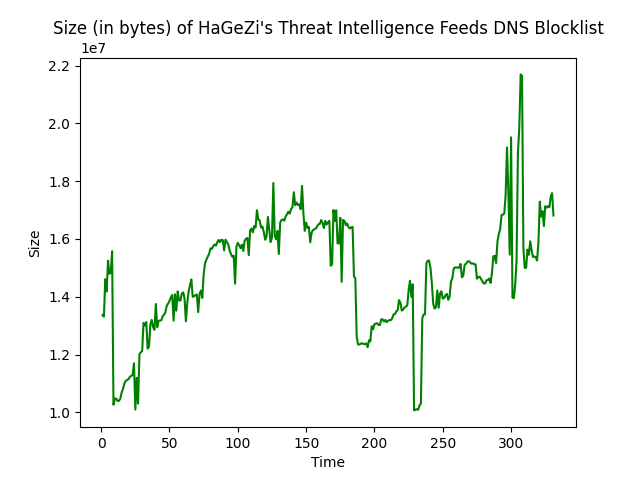 Size (in bytes) of HaGeZi's Threat Intelligence Feeds DNS Blocklist
1e7
2.2
2.0
1.8
1.6
1.4
1.2
1.0
Size
0 50 100 150 200 250 300
Time